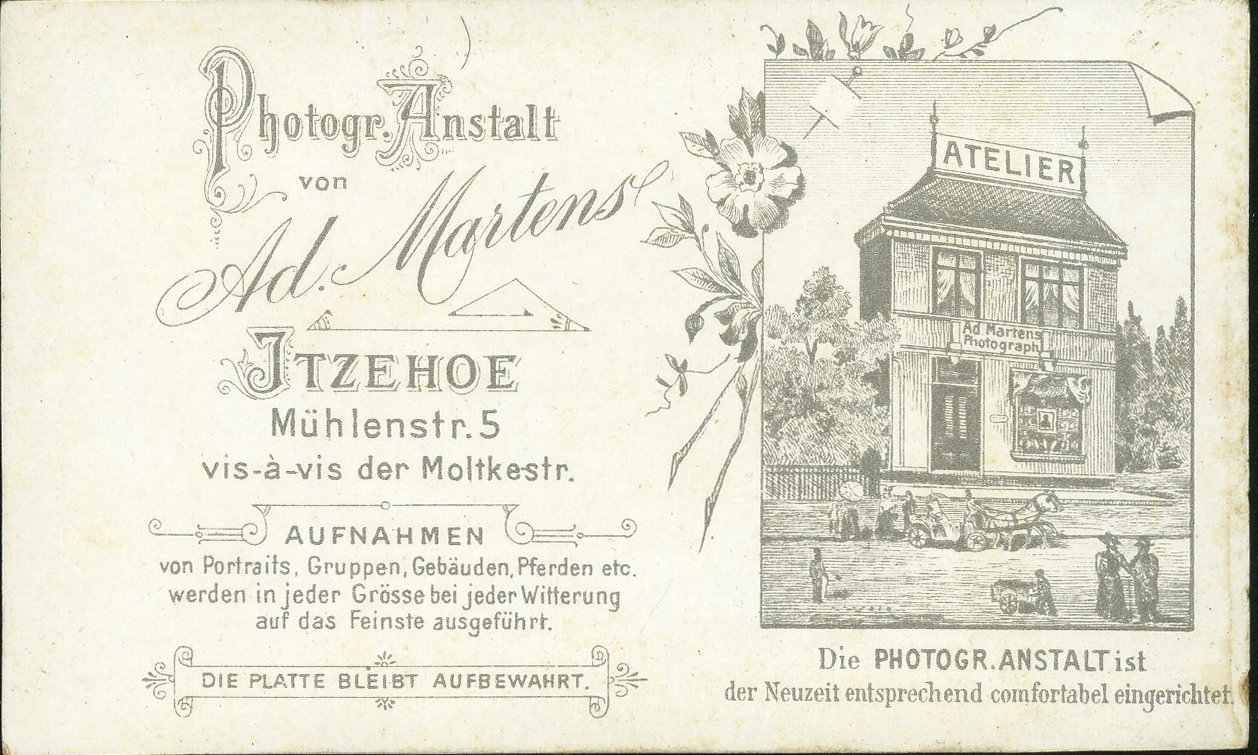 Photogr. Anstalt
von
Ad. Martens
ITZEHOE
Mühlenstr. 5
vis-à-vis der Moltkestr.
AUFNAHMEN
von Portraits, Gruppen, Gebäuden, Pferden etc.
werden in jeder Grösse bei jeder Witterung
auf das Feinste ausgeführt.
DIE PLATTE BLEIBT AUFBEWAHRT.
ATELIER
Ad Martens
Photograph
Die PHOTOGR. ANSTALT ist
der Neuzeit entsprechend comfortabel eingerichtet.